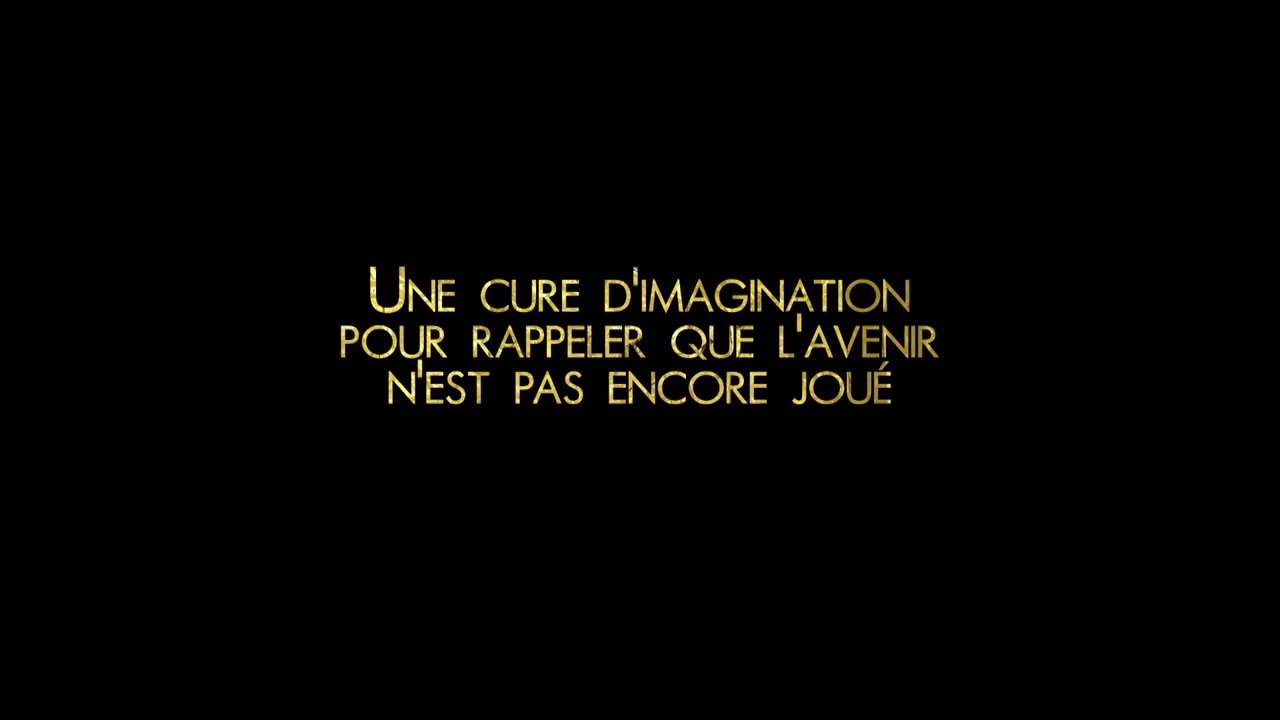 Une cure d'imagination
pour rappeler que l'avenir
n'est pas encore joué